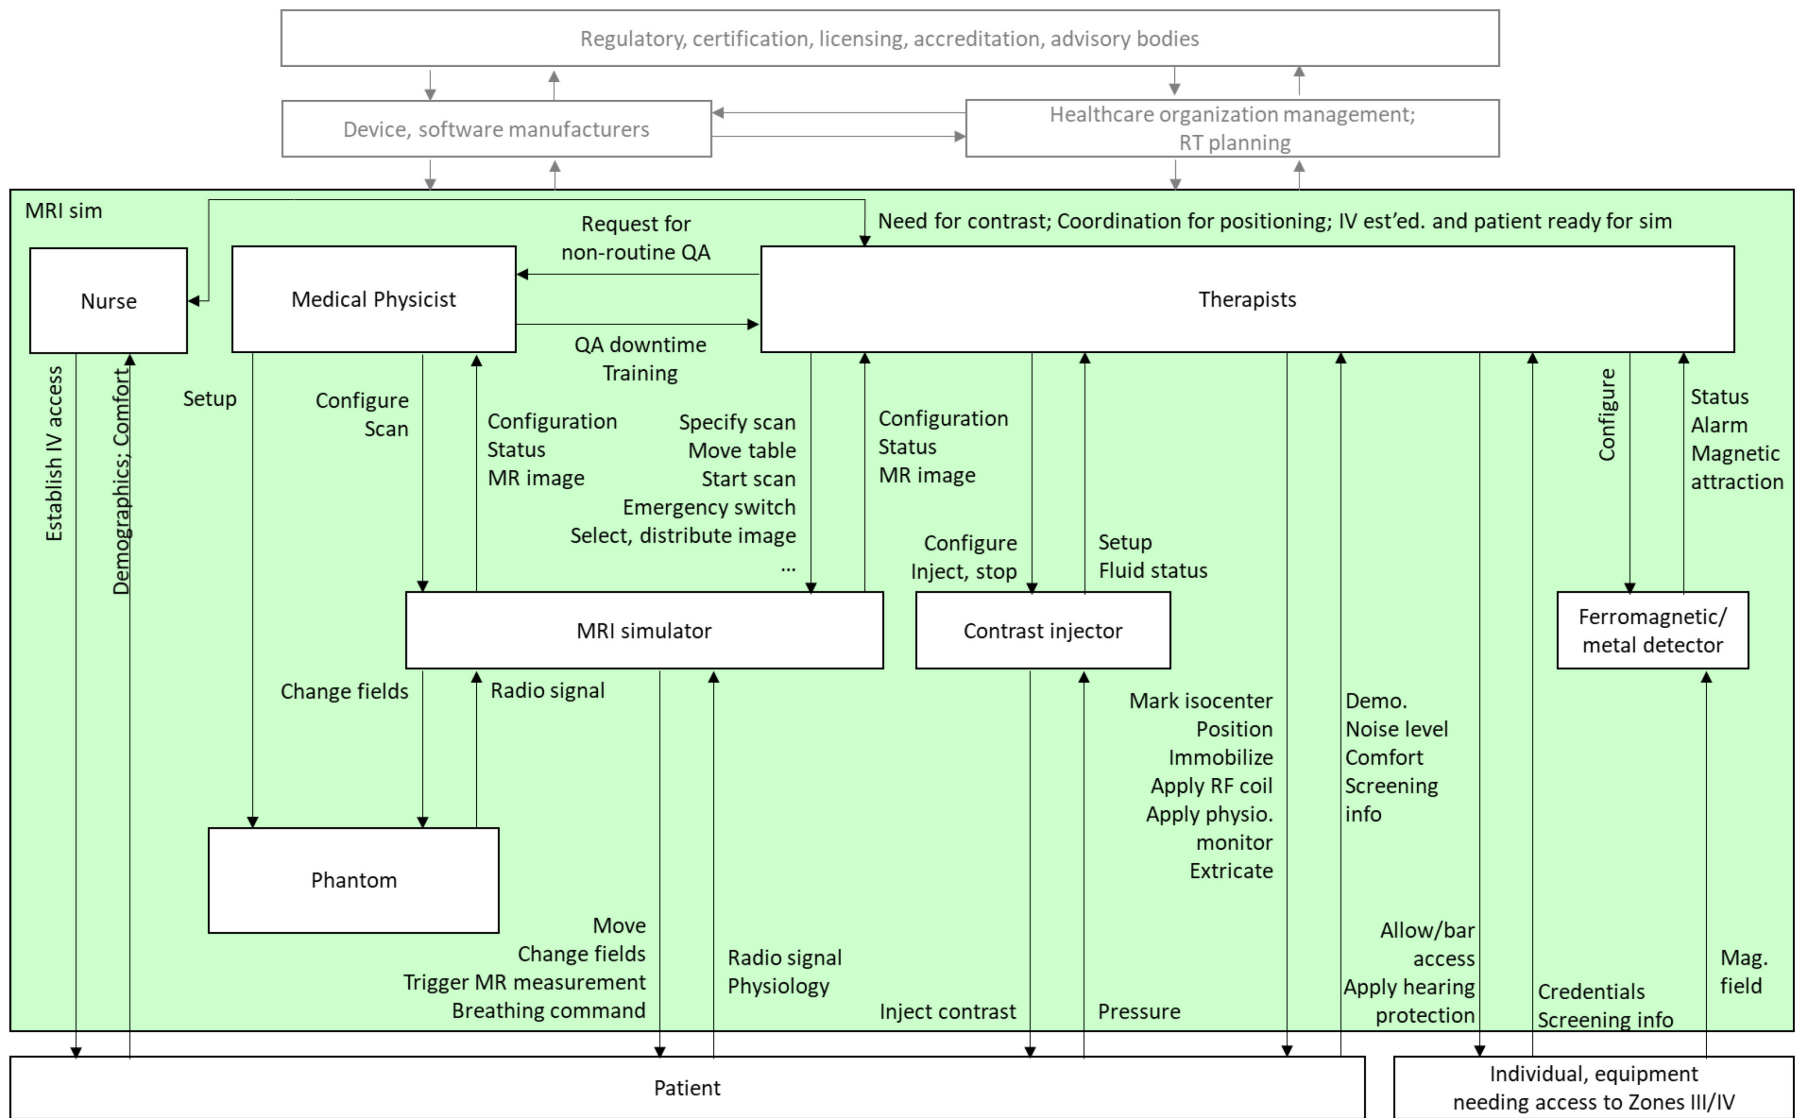 Regulatory, certification, licensing, accreditation, advisory bodies
Device, software manufacturers
Healthcare organization management;
RT planning
MRI sim
Need for contrast; Coordination for positioning; IV est’ed. and patient ready for sim
Request for
non-routine QA
Nurse
Medical Physicist
Therapists
QA downtime
Training
Establish IV access
Demographics; Comfort
Setup
Configure
Scan
Configuration
Status
MR image
Specify scan
Move table
Start scan
Emergency switch
Select, distribute image
...
Configuration
Status
MR image
Configure
Inject, stop
Setup
Fluid status
Configure
Status
Alarm
Magnetic
attraction
MRI simulator
Contrast injector
Ferromagnetic/
metal detector
Change fields
Radio signal
Mark isocenter
Position
Immobilize
Apply RF coil
Apply physio.
monitor
Extricate
Demo.
Noise level
Comfort
Screening
info
Phantom
Move
Change fields
Trigger MR measurement
Breathing command
Radio signal
Physiology
Inject contrast
Pressure
Allow/bar
access
Apply hearing
protection
Credentials
Screening info
Mag.
field
Patient
Individual, equipment
needing access to Zones III/IV